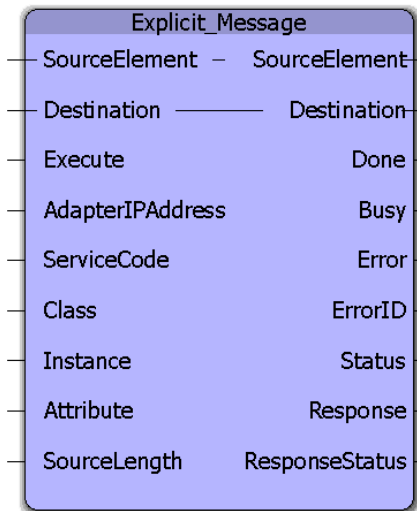 Explicit_Message
SourceElement SourceElement
Destination Destination
Execute Done
AdapterIPAddress Busy
ServiceCode Error
Class ErrorID
Instance Status
Attribute Response
SourceLength ResponseStatus